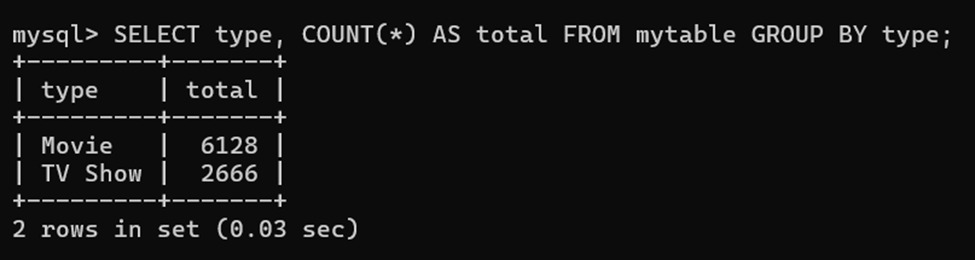 mysql> SELECT type, COUNT(*) AS total FROM mytable GROUP BY type;
+---------+-------+
| type    | total |
+---------+-------+
| Movie   |  6128 |
| TV Show |  2666 |
+---------+-------+
2 rows in set (0.03 sec)